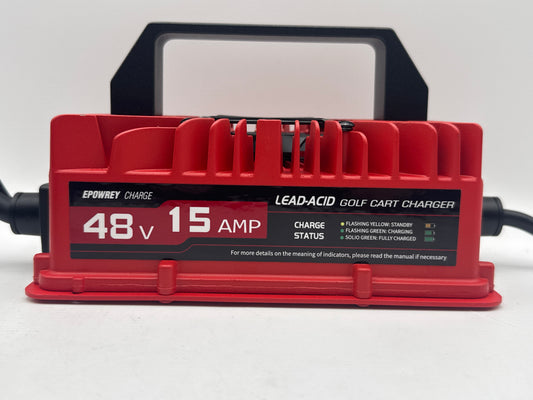 EPOWREY CHARGE
LEAD-ACID GOLF CART CHARGER
48 V 15 AMP
CHARGE STATUS
FLASHING YELLOW: STANDBY
FLASHING GREEN: CHARGING
SOLID GREEN: FULLY CHARGED
For more details on the meaning of indicators, please read the manual if necessary